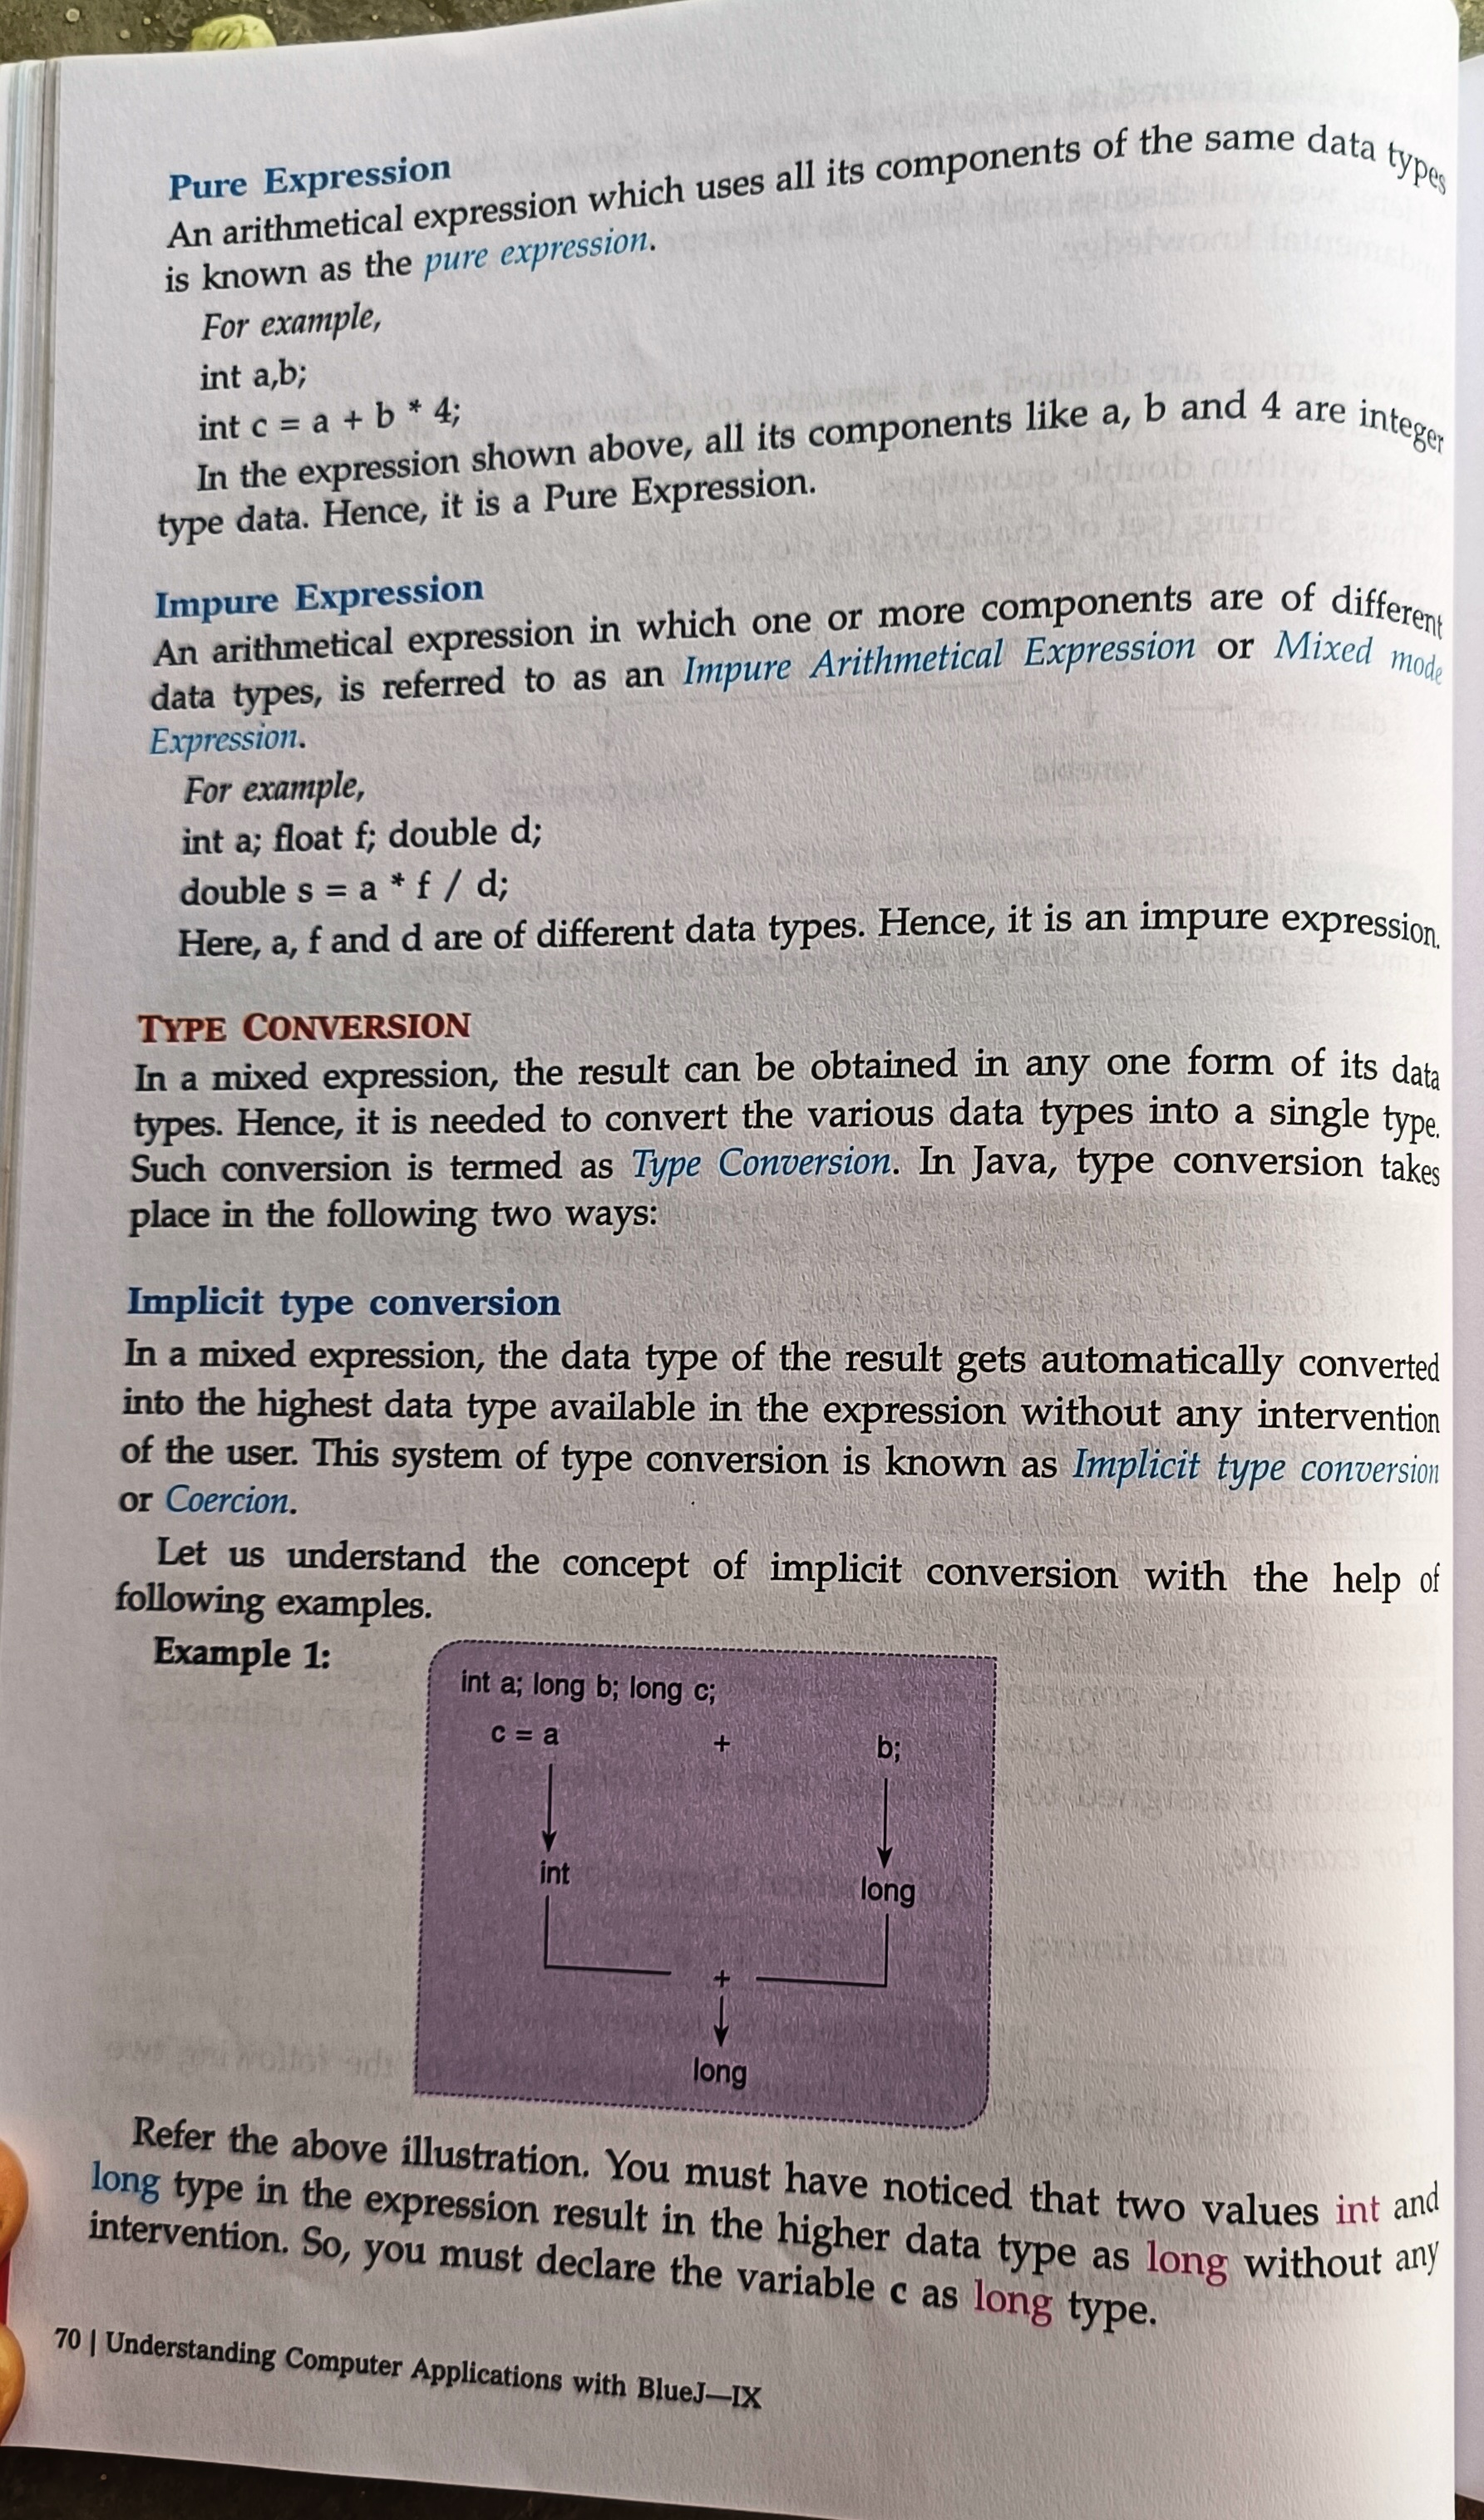 Pure Expression
An arithmetical expression which uses all its components of the same data types
is known as the pure expression.
For example,
int a,b;
int c = a + b * 4;
In the expression shown above, all its components like a, b and 4 are integer
type data. Hence, it is a Pure Expression.
Impure Expression
An arithmetical expression in which one or more components are of different
data types, is referred to as an Impure Arithmetical Expression or Mixed mode
Expression.
For example,
int a; float f; double d;
double s = a * f / d;
Here, a, f and d are of different data types. Hence, it is an impure expression.
TYPE CONVERSION
In a mixed expression, the result can be obtained in any one form of its data
types. Hence, it is needed to convert the various data types into a single type.
Such conversion is termed as Type Conversion. In Java, type conversion takes
place in the following two ways:
Implicit type conversion
In a mixed expression, the data type of the result gets automatically converted
into the highest data type available in the expression without any intervention
of the user. This system of type conversion is known as Implicit type conversion
or Coercion.
Let us understand the concept of implicit conversion with the help of
following examples.
Example 1:
int a; long b; long c;
c = a + b;
int long
+
long
Refer the above illustration. You must have noticed that two values int and
long type in the expression result in the higher data type as long without any
intervention. So, you must declare the variable c as long type.
70 | Understanding Computer Applications with BlueJ—IX